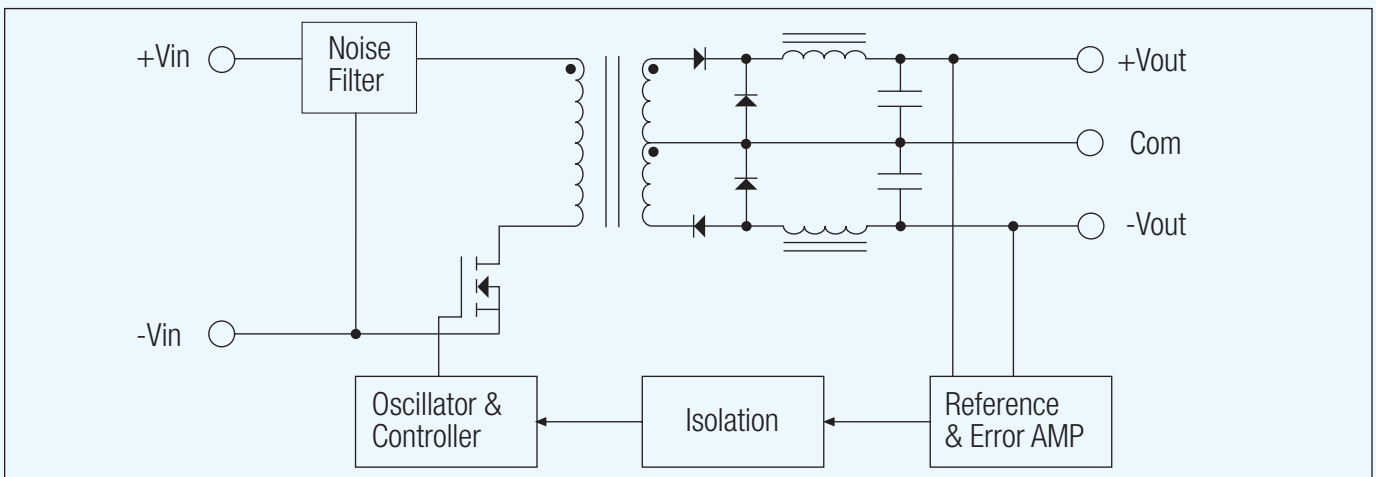 +Vin
Noise
Filter
+Vout
Com
-Vout
-Vin
Oscillator &
Controller
Isolation
Reference
& Error AMP